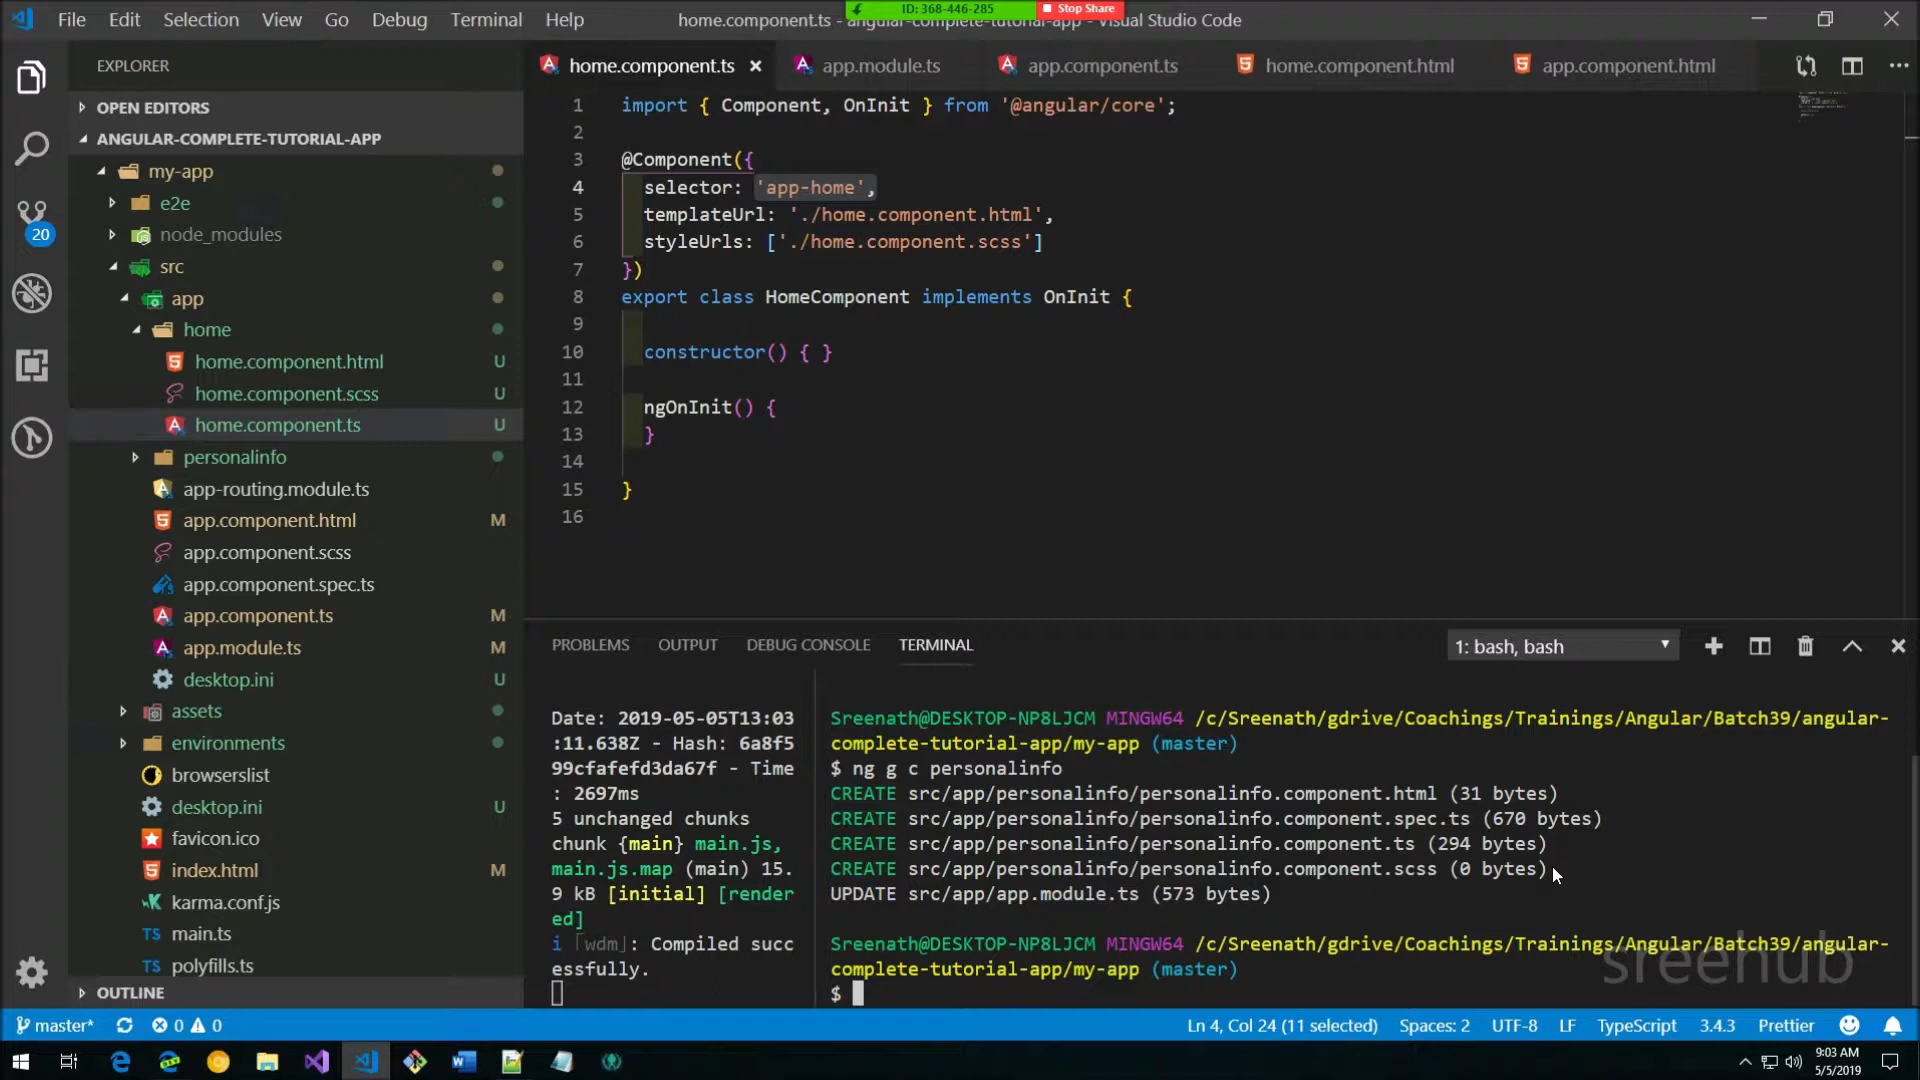 File Edit Selection View Go Debug Terminal Help
home.component.ts - angular-complete-tutorial-app - Visual Studio Code
ID: 368-446-285
Stop Share
EXPLORER
OPEN EDITORS
ANGULAR-COMPLETE-TUTORIAL-APP
my-app
e2e
node_modules
src
app
home
home.component.html U
home.component.scss U
home.component.ts U
personalinfo
app-routing.module.ts
app.component.html M
app.component.scss
app.component.spec.ts
app.component.ts M
app.module.ts M
desktop.ini U
assets
environments
browserslist
desktop.ini U
favicon.ico
index.html M
karma.conf.js
TS main.ts
TS polyfills.ts
OUTLINE
20
home.component.ts app.module.ts app.component.ts home.component.html app.component.html
1 import { Component, OnInit } from '@angular/core';
2
3 @Component({
4 selector: 'app-home',
5 templateUrl: './home.component.html',
6 styleUrls: ['./home.component.scss']
7 })
8 export class HomeComponent implements OnInit {
9
10 constructor() { }
11
12 ngOnInit() {
13 }
14
15 }
16
PROBLEMS OUTPUT DEBUG CONSOLE TERMINAL
1: bash, bash
Date: 2019-05-05T13:03
:11.638Z - Hash: 6a8f5
99cfafefd3da67f - Time
: 2697ms
5 unchanged chunks
chunk {main} main.js,
main.js.map (main) 15.
9 kB [initial] [render
ed]
i ｢wdm｣: Compiled succ
essfully.
Sreenath@DESKTOP-NP8LJCM MINGW64 /c/Sreenath/gdrive/Coachings/Trainings/Angular/Batch39/angular-
complete-tutorial-app/my-app (master)
$ ng g c personalinfo
CREATE src/app/personalinfo/personalinfo.component.html (31 bytes)
CREATE src/app/personalinfo/personalinfo.component.spec.ts (670 bytes)
CREATE src/app/personalinfo/personalinfo.component.ts (294 bytes)
CREATE src/app/personalinfo/personalinfo.component.scss (0 bytes)
UPDATE src/app/app.module.ts (573 bytes)
Sreenath@DESKTOP-NP8LJCM MINGW64 /c/Sreenath/gdrive/Coachings/Trainings/Angular/Batch39/angular-
complete-tutorial-app/my-app (master)
$
sreehub
master* 0 0
Ln 4, Col 24 (11 selected) Spaces: 2 UTF-8 LF TypeScript 3.4.3 Prettier
9:03 AM
5/5/2019